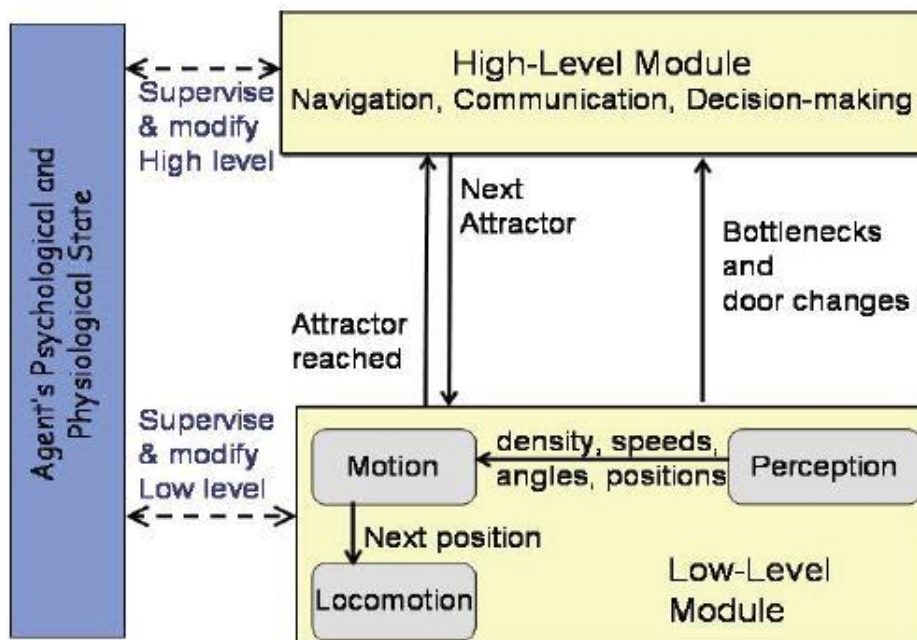 Agent's Psychological and
Physiological State
High-Level Module
Navigation, Communication, Decision-making
Supervise
& modify
High level
Next
Attractor
Bottlenecks
and
door changes
Attractor
reached
Supervise
& modify
Low level
Motion
density, speeds,
angles, positions
Perception
Next position
Locomotion
Low-Level
Module